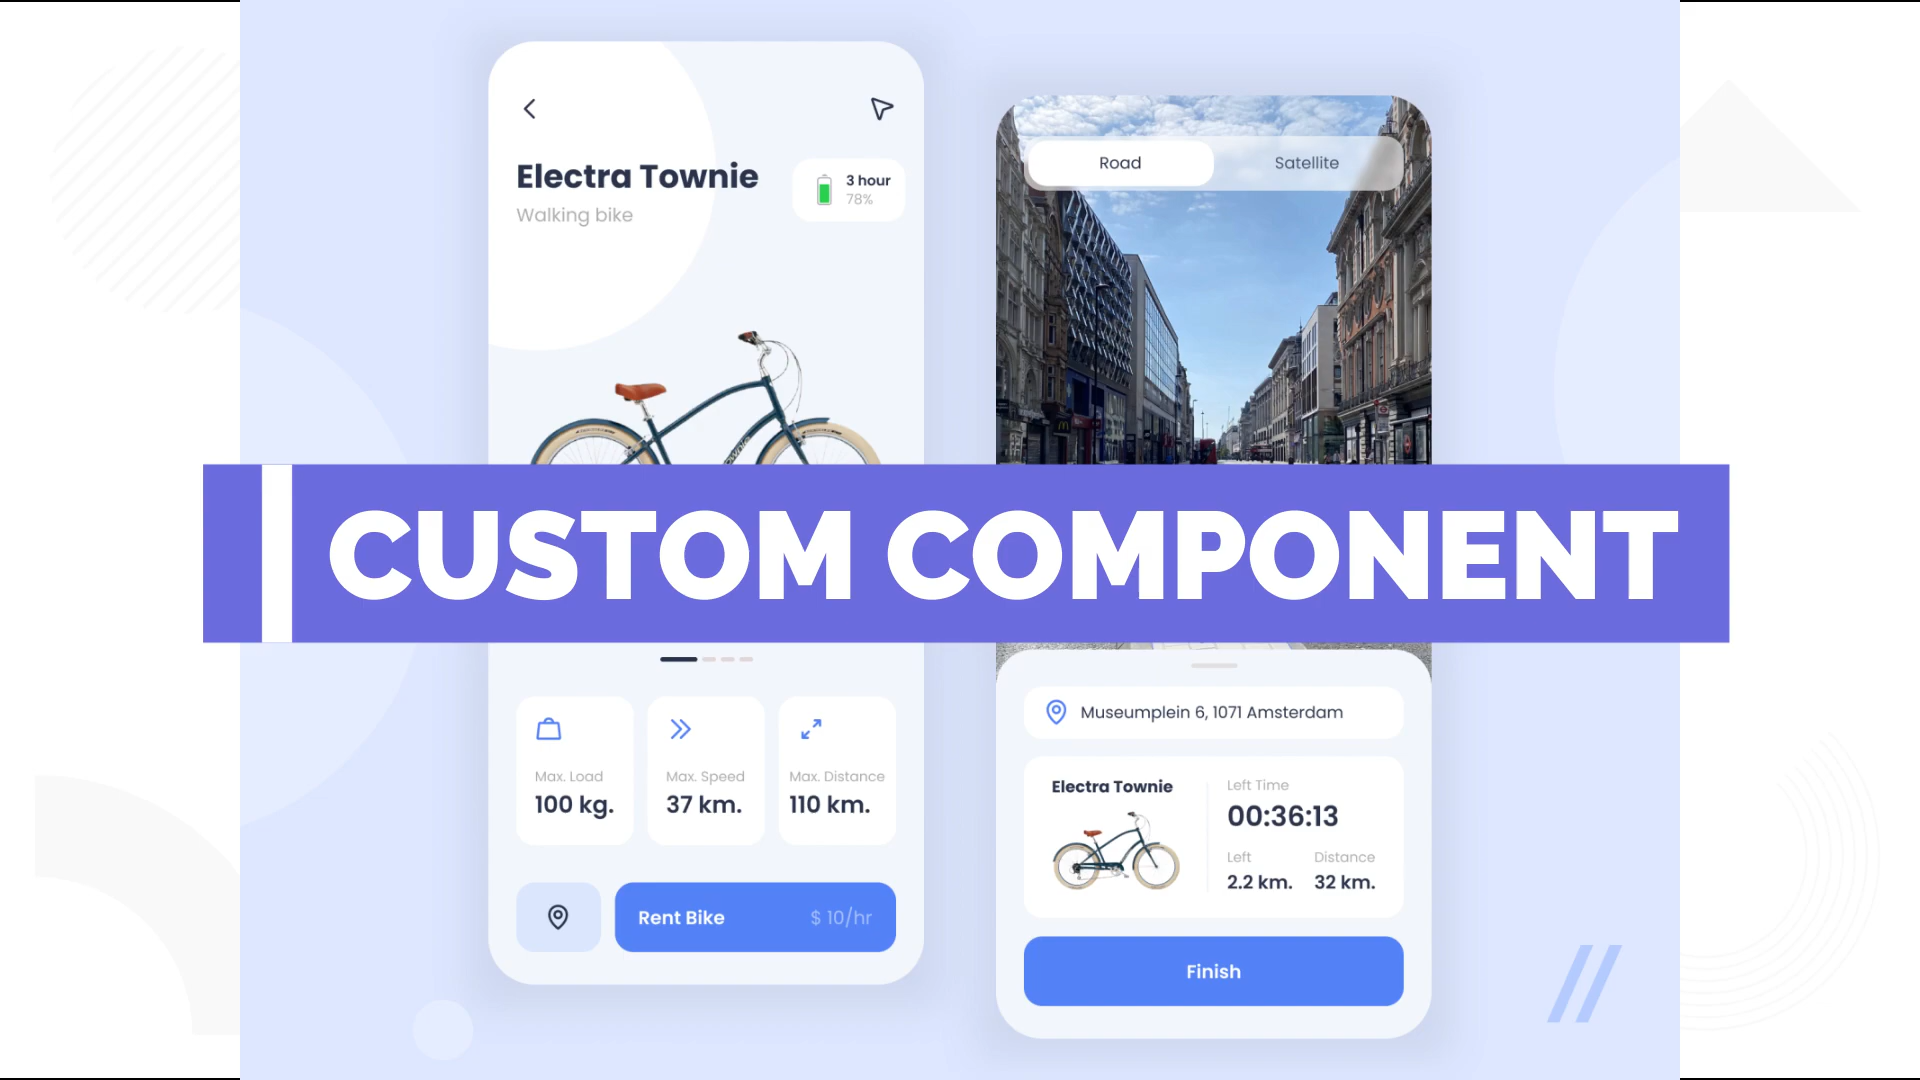 Electra Townie
Walking bike
3 hour
78%
Road
Satellite
CUSTOM COMPONENT
Max. Load
100 kg.
Max. Speed
37 km.
Max. Distance
110 km.
Rent Bike
$ 10/hr
Museumplein 6, 1071 Amsterdam
Electra Townie
Left Time
00:36:13
Left
2.2 km.
Distance
32 km.
Finish